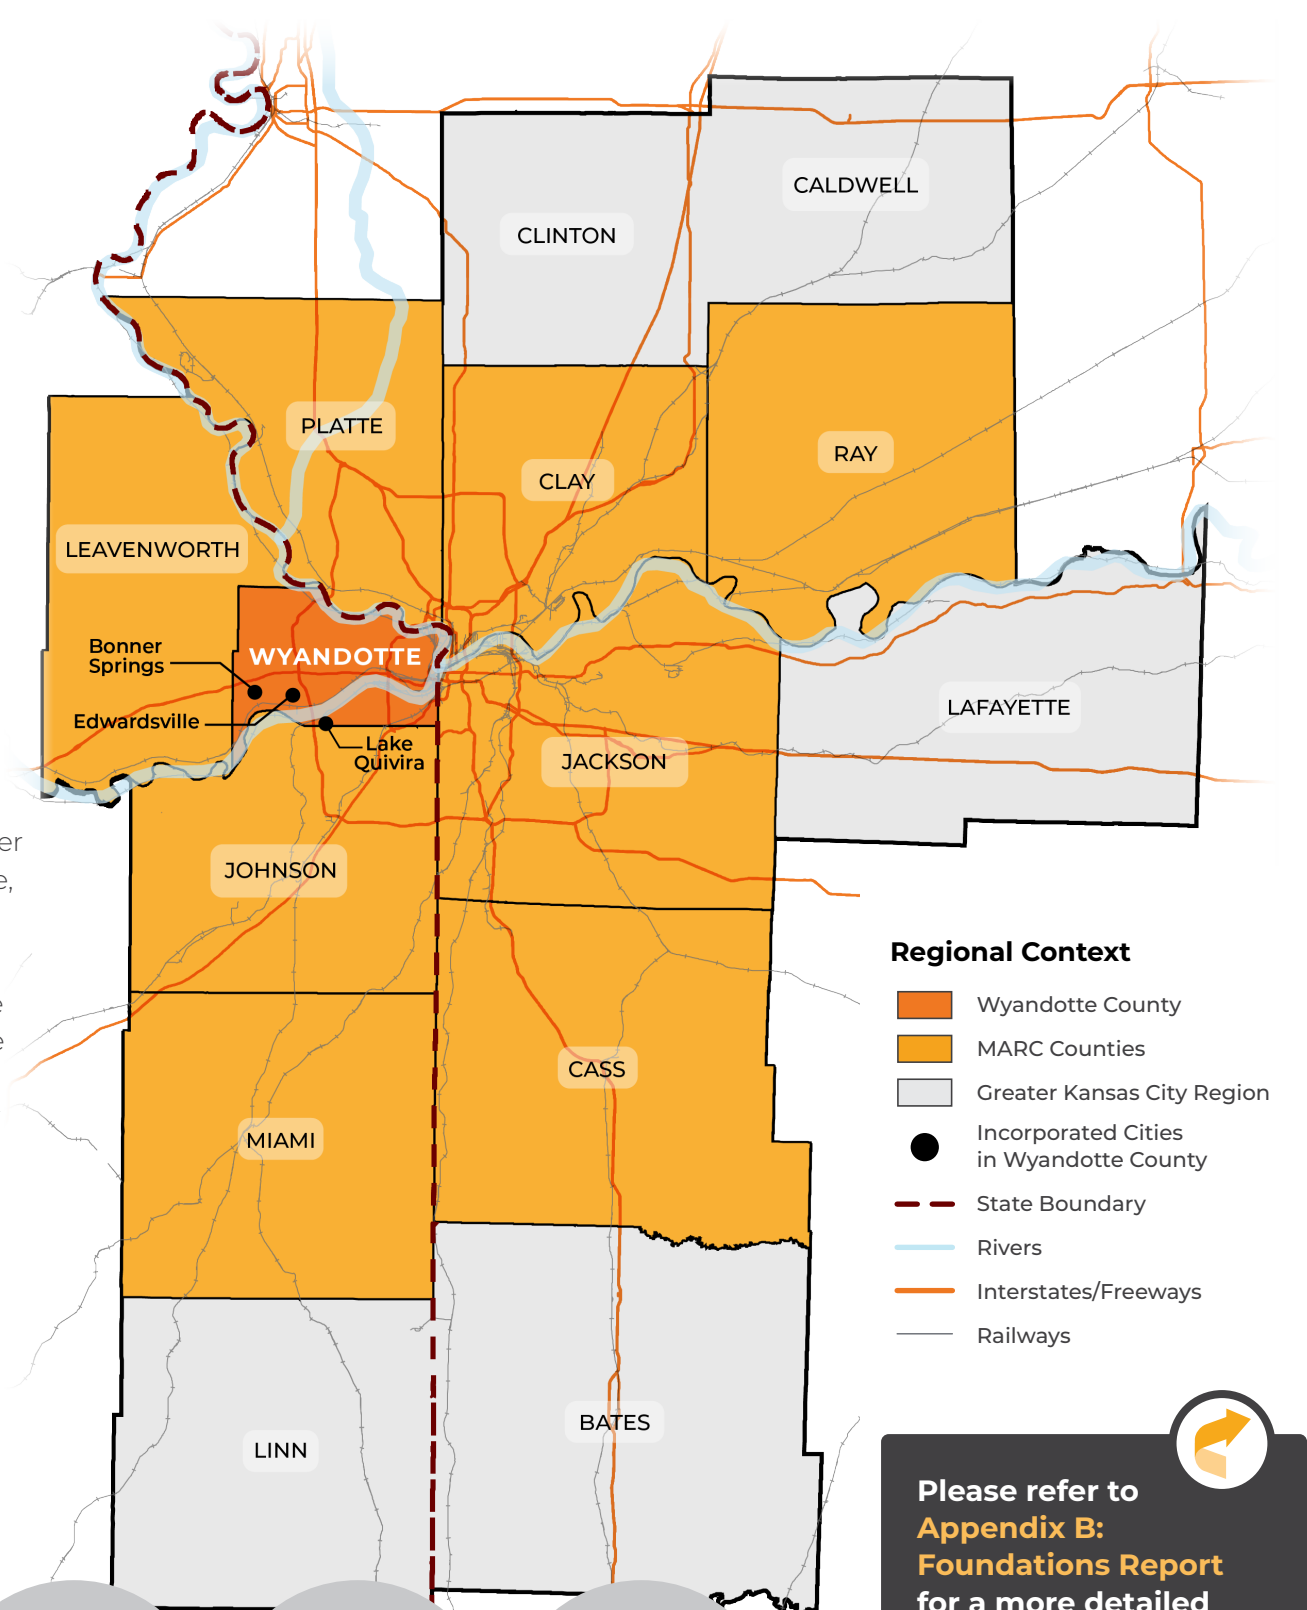 CALDWELL
CLINTON
PLATTE
RAY
CLAY
LEAVENWORTH
Bonner
Springs
WYANDOTTE
Edwardsville
LAFAYETTE
Lake
Quivira
JACKSON
er
e,
JOHNSON
e
e
CASS
MIAMI
BATES
LINN
Regional Context
Wyandotte County
MARC Counties
Greater Kansas City Region
Incorporated Cities
in Wyandotte County
State Boundary
Rivers
Interstates/Freeways
Railways
Please refer to
Appendix B:
Foundations Report
for a more detailed